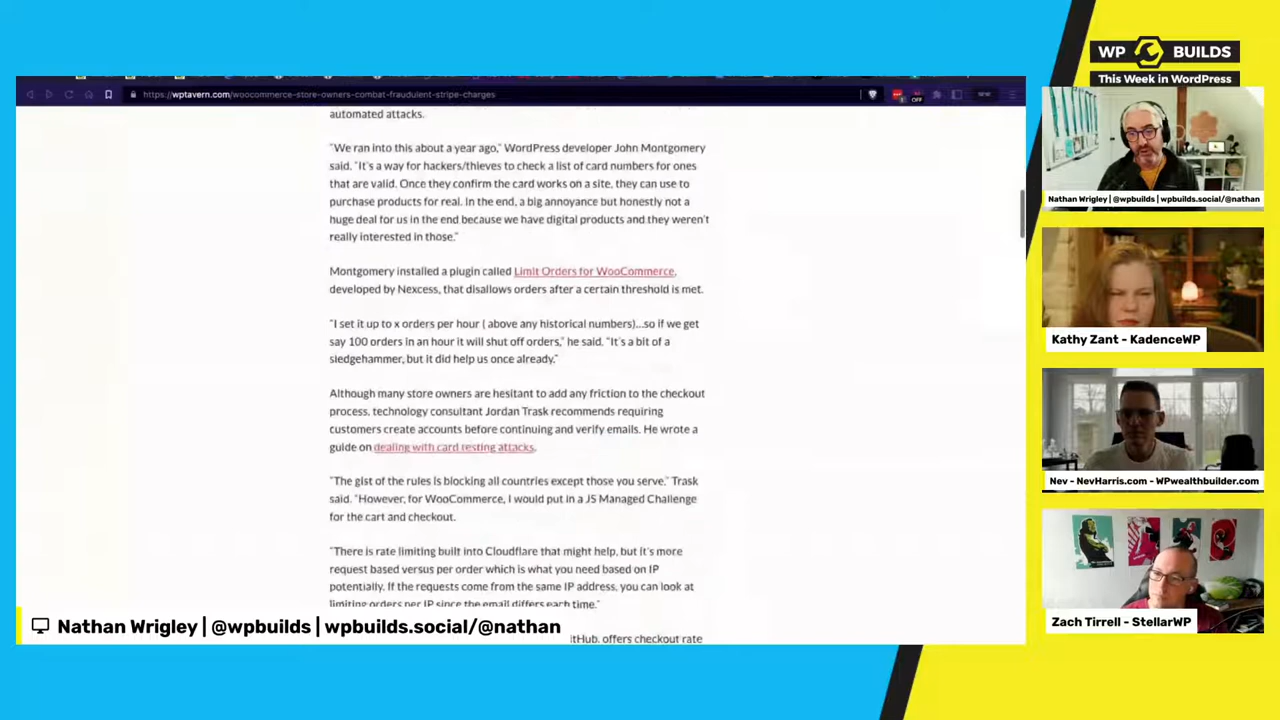 WP BUILDS
This Week in WordPress
https://wptavern.com/woocommerce-store-owners-combat-fraudulent-stripe-charges
OFF
automated attacks.
"We ran into this about a year ago," WordPress developer John Montgomery
said. "It's a way for hackers/thieves to check a list of card numbers for ones
that are valid. Once they confirm the card works on a site, they can use to
purchase products for real. In the end, a big annoyance but honestly not a
huge deal for us in the end because we have digital products and they weren't
really interested in those."
Montgomery installed a plugin called Limit Orders for WooCommerce,
developed by Nexcess, that disallows orders after a certain threshold is met.
"I set it up to x orders per hour ( above any historical numbers)…so if we get
say 100 orders in an hour it will shut off orders," he said. "It's a bit of a
sledgehammer, but it did help us once already."
Although many store owners are hesitant to add any friction to the checkout
process, technology consultant Jordan Trask recommends requiring
customers create accounts before continuing and verify emails. He wrote a
guide on dealing with card testing attacks.
"The gist of the rules is blocking all countries except those you serve." Trask
said. "However, for WooCommerce, I would put in a JS Managed Challenge
for the cart and checkout.
"There is rate limiting built into Cloudflare that might help, but it's more
request based versus per order which is what you need based on IP
potentially. If the requests come from the same IP address, you can look at
limiting orders per IP since the email differs each time."
itHub, offers checkout rate
Nathan Wrigley | @wpbuilds | wpbuilds.social/@nathan
Nathan Wrigley | @wpbuilds | wpbuilds.social/@nathan
Kathy Zant - KadenceWP
Nev - NevHarris.com - WPwealthbuilder.com
Zach Tirrell - StellarWP